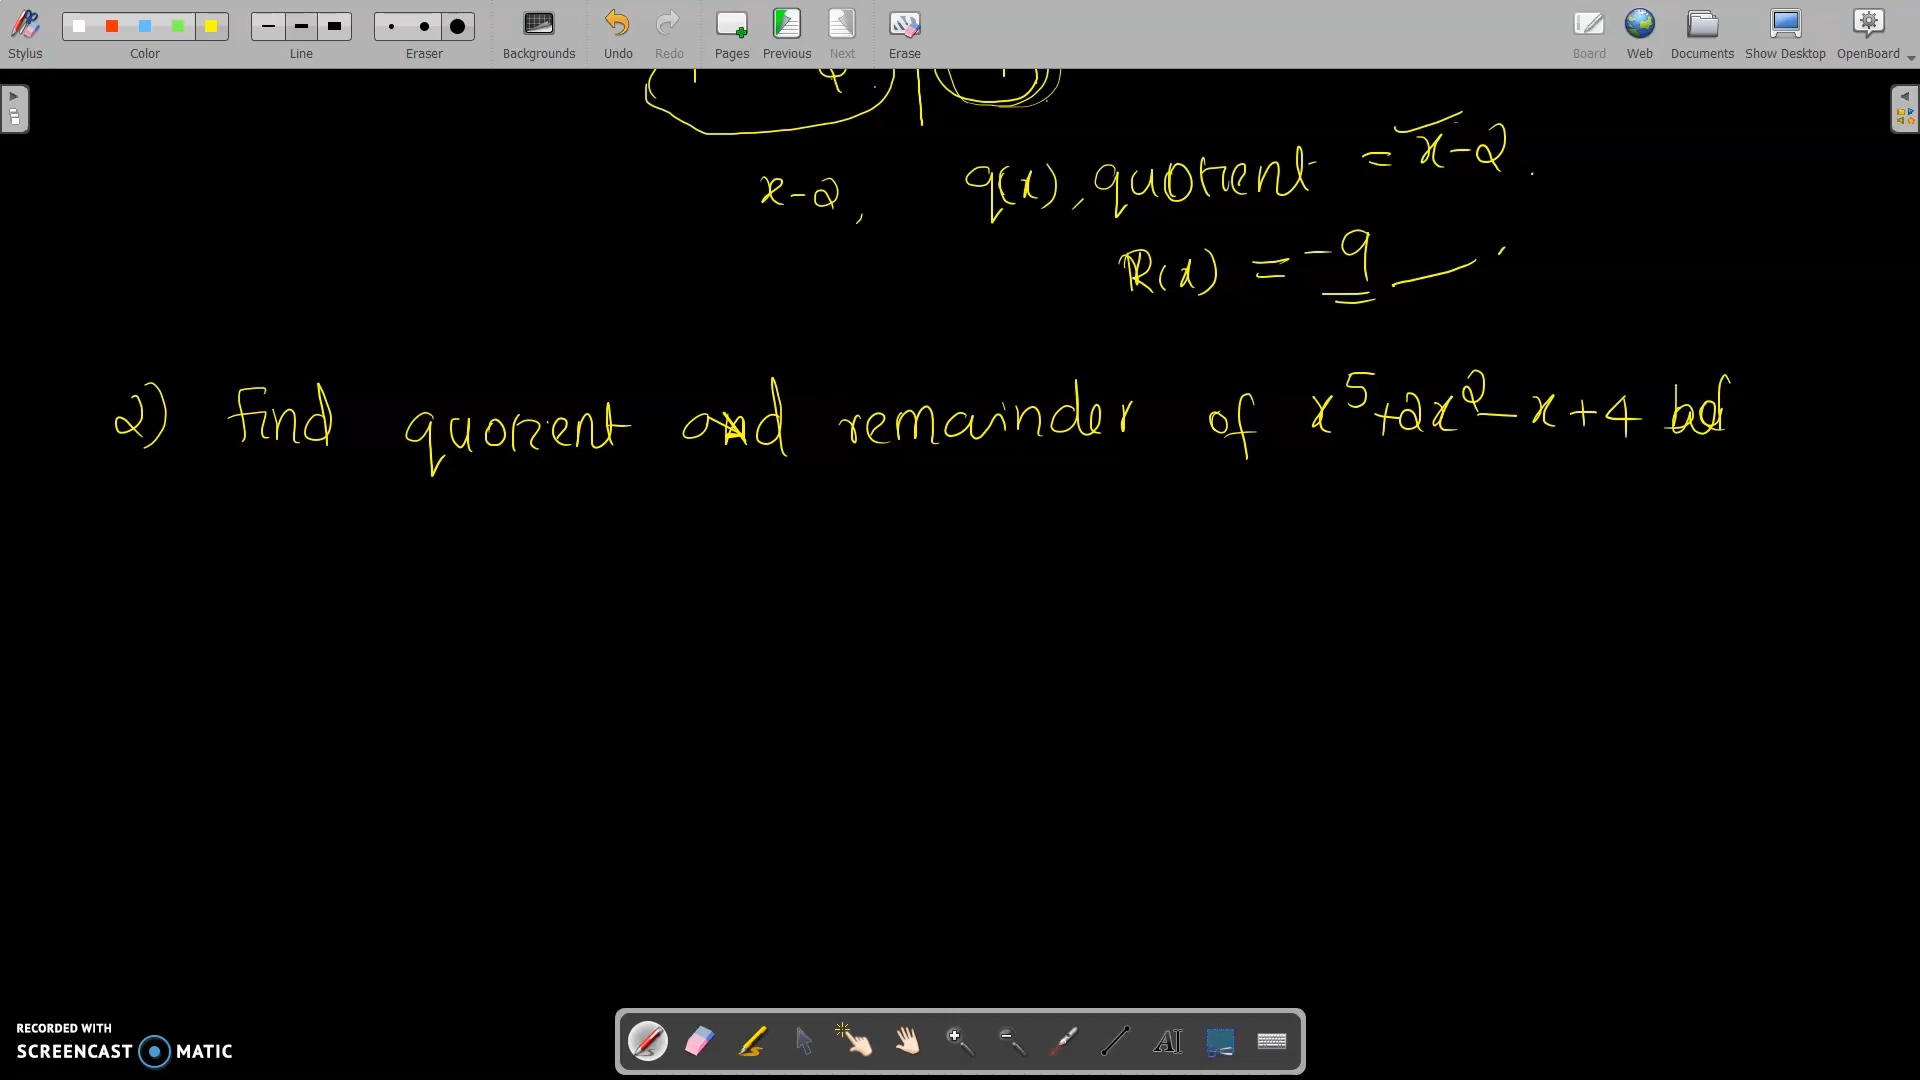 Stylus Color Line Eraser Backgrounds Undo Redo Pages Previous Next Erase Board Web Documents Show Desktop OpenBoard
x-2, q(x), quotient = x-2.
R(x) = -9
2) Find quotient and remainder of x⁵+2x²-x+4
RECORDED WITH
SCREENCAST MATIC